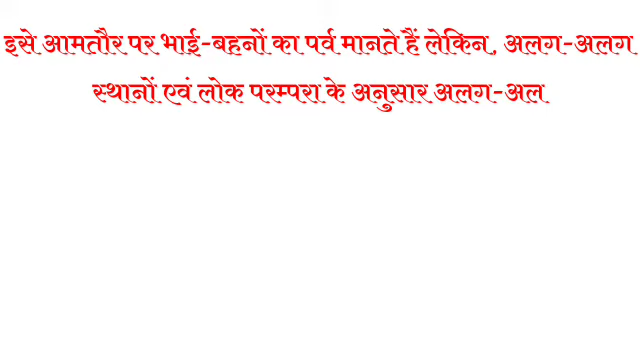 इसे आमतौर पर भाई-बहनों का पर्व मानते हैं लेकिन, अलग-अलग
स्थानों एवं लोक परम्परा के अनुसार अलग-अल